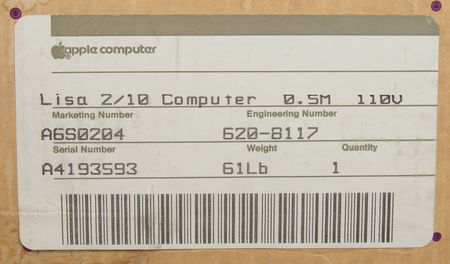 apple computer
Lisa 2/10 Computer 0.5M 110V
Marketing Number Engineering Number
A6S0204 620-8117
Serial Number Weight Quantity
A4193593 61Lb 1